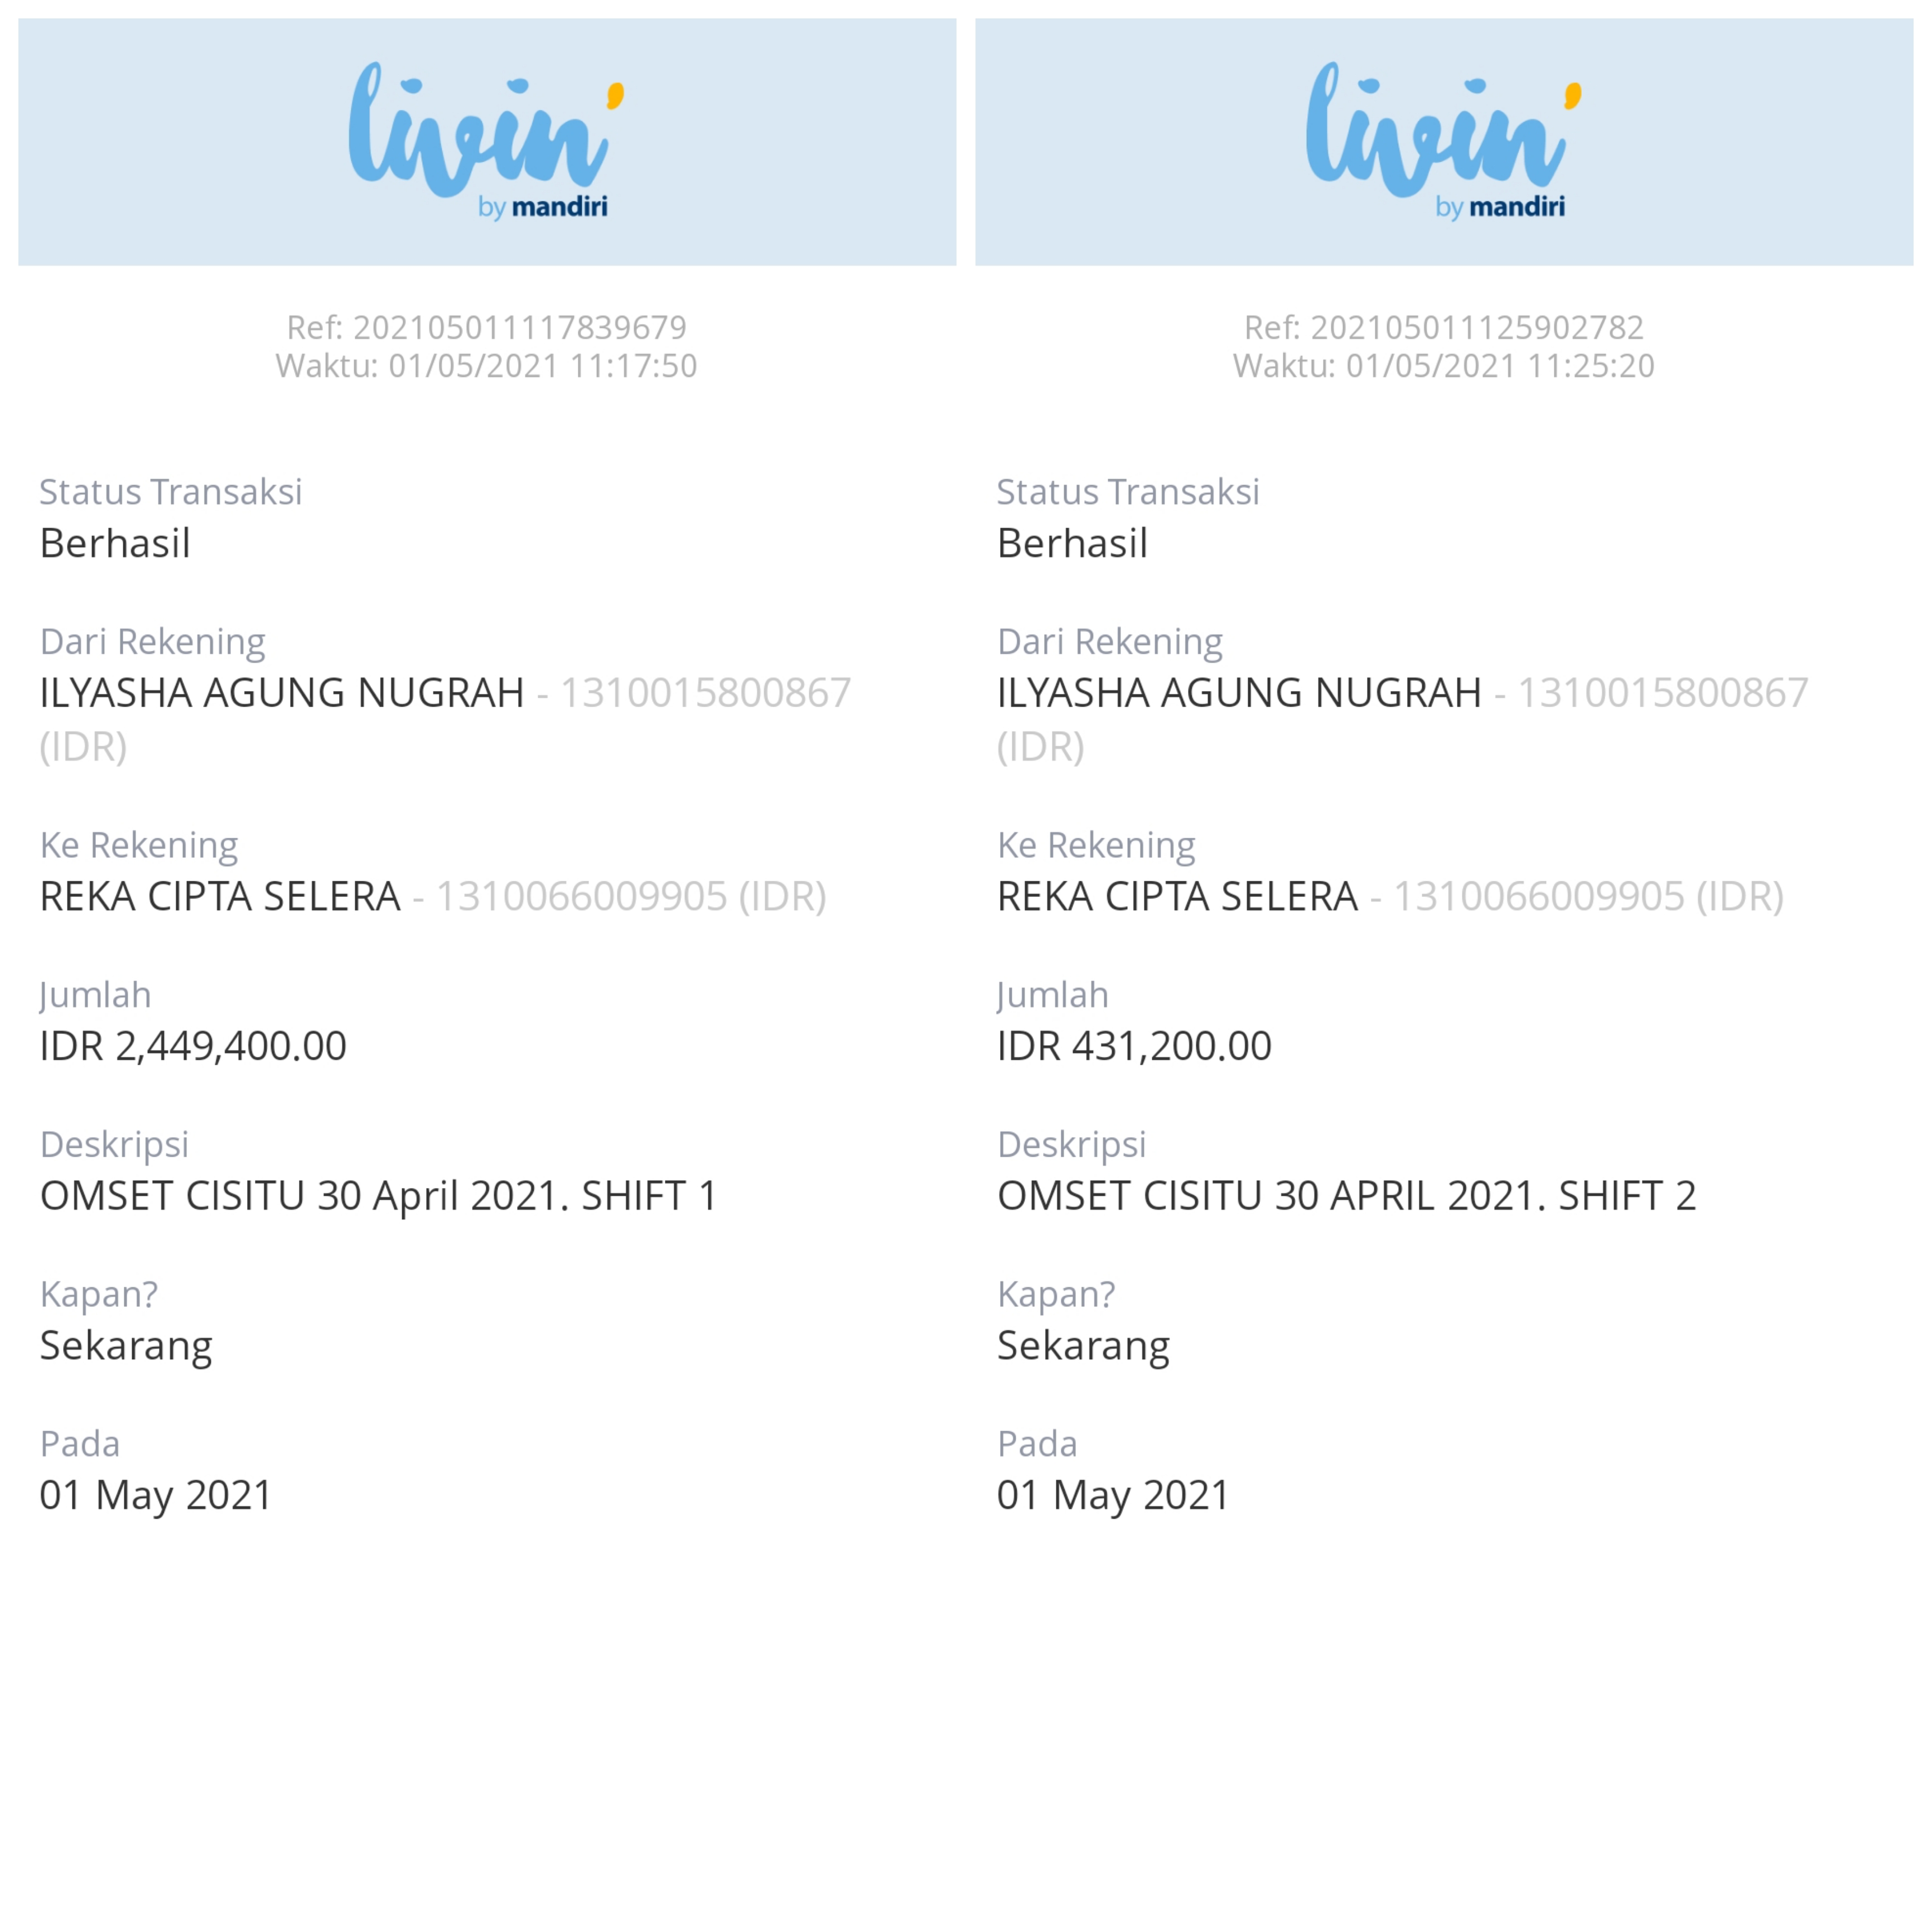 livin'
by mandiri
Ref: 202105011117839679
Waktu: 01/05/2021 11:17:50
Status Transaksi
Berhasil
Dari Rekening
ILYASHA AGUNG NUGRAH - 1310015800867
(IDR)
Ke Rekening
REKA CIPTA SELERA - 1310066009905 (IDR)
Jumlah
IDR 2,449,400.00
Deskripsi
OMSET CISITU 30 April 2021. SHIFT 1
Kapan?
Sekarang
Pada
01 May 2021
livin'
by mandiri
Ref: 202105011125902782
Waktu: 01/05/2021 11:25:20
Status Transaksi
Berhasil
Dari Rekening
ILYASHA AGUNG NUGRAH - 1310015800867
(IDR)
Ke Rekening
REKA CIPTA SELERA - 1310066009905 (IDR)
Jumlah
IDR 431,200.00
Deskripsi
OMSET CISITU 30 APRIL 2021. SHIFT 2
Kapan?
Sekarang
Pada
01 May 2021